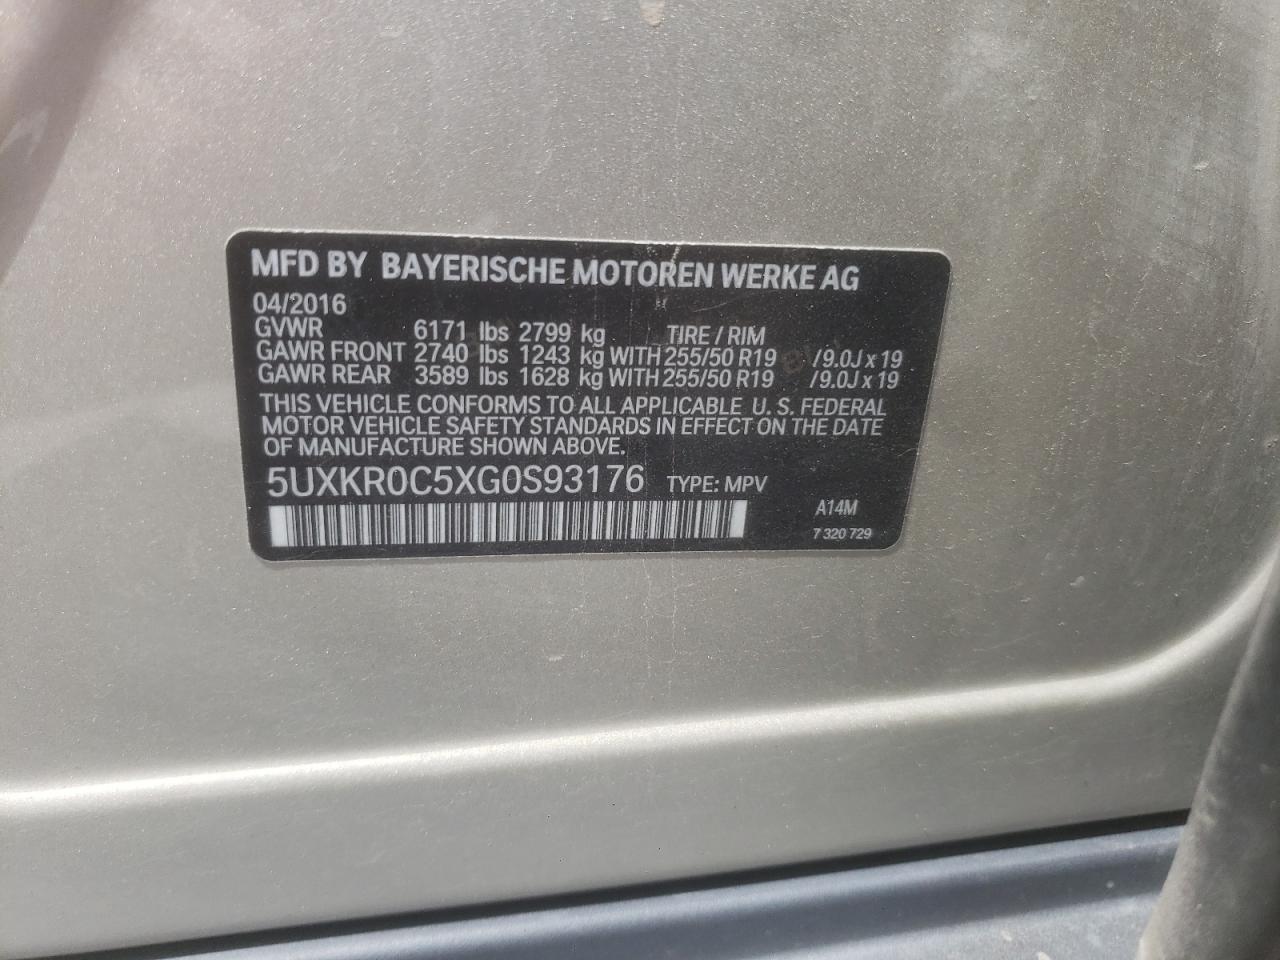 MFD BY BAYERISCHE MOTOREN WERKE AG
04/2016
GVWR 6171 lbs 2799 kg TIRE / RIM
GAWR FRONT 2740 lbs 1243 kg WITH 255/50 R19 / 9.0J x 19
GAWR REAR 3589 lbs 1628 kg WITH 255/50 R19 / 9.0J x 19
THIS VEHICLE CONFORMS TO ALL APPLICABLE U. S. FEDERAL
MOTOR VEHICLE SAFETY STANDARDS IN EFFECT ON THE DATE
OF MANUFACTURE SHOWN ABOVE.
5UXKR0C5XG0S93176 TYPE: MPV
A14M
7 320 729